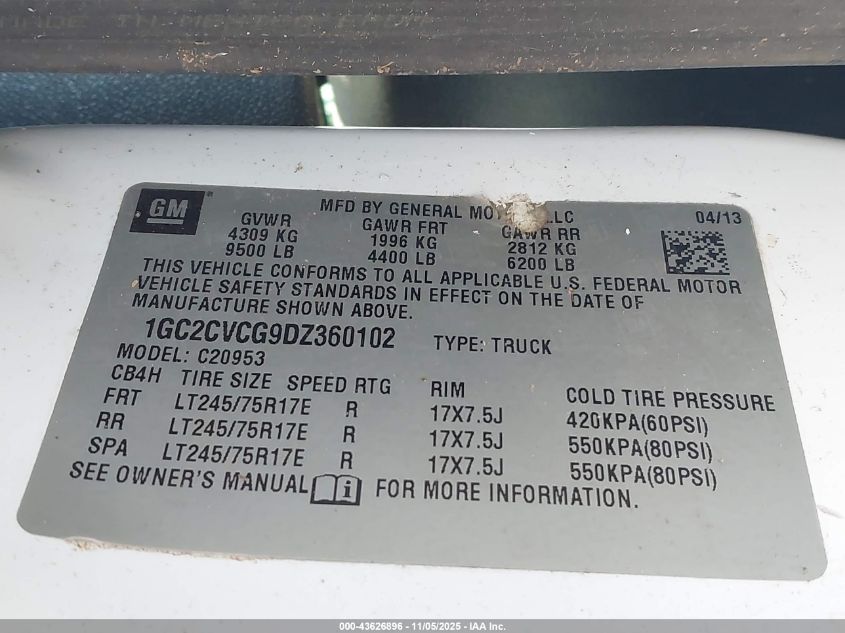 GM
MFD BY GENERAL LLC
04/13
GVWR GAWR FRT GAWR RR
4309 KG 1996 KG 2812 KG
9500 LB 4400 LB 6200 LB
THIS VEHICLE CONFORMS TO ALL APPLICABLE U.S. FEDERAL MOTOR
VEHICLE SAFETY STANDARDS IN EFFECT ON THE DATE OF
MANUFACTURE SHOWN ABOVE.
1GC2CVCG9DZ360102 TYPE: TRUCK
MODEL: C20953
CB4H TIRE SIZE SPEED RTG RIM COLD TIRE PRESSURE
FRT LT245/75R17E R 17X7.5J 420KPA(60PSI)
RR LT245/75R17E R 17X7.5J 550KPA(80PSI)
SPA LT245/75R17E R 17X7.5J 550KPA(80PSI)
SEE OWNER'S MANUAL FOR MORE INFORMATION.
000-43626896 - 11/05/2025 - IAA Inc.